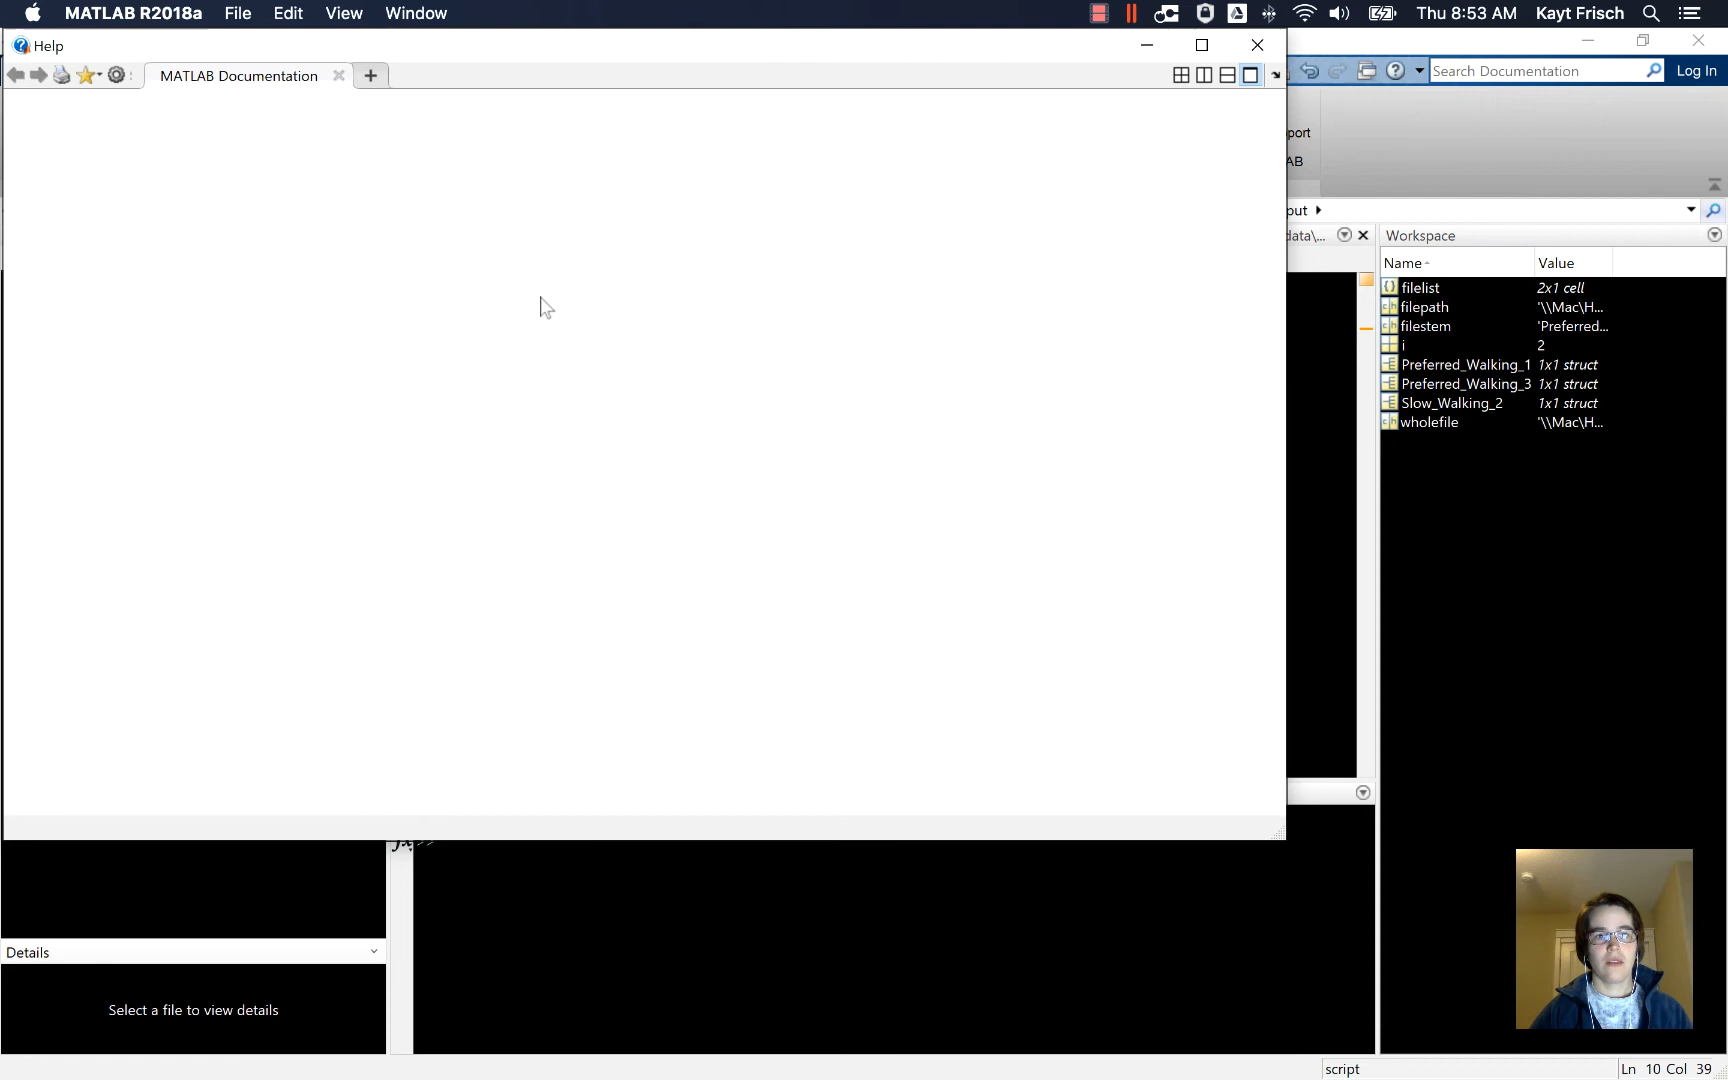 MATLAB R2018a File Edit View Window Thu 8:53 AM Kayt Frisch
Help
MATLAB Documentation
Search Documentation Log In
port
AB
put
data\...
Workspace
Name Value
filelist 2x1 cell
filepath '\\Mac\H...
filestem 'Preferred...
i 2
Preferred_Walking_1 1x1 struct
Preferred_Walking_3 1x1 struct
Slow_Walking_2 1x1 struct
wholefile '\\Mac\H...
fx >>
Details
Select a file to view details
script Ln 10 Col 39